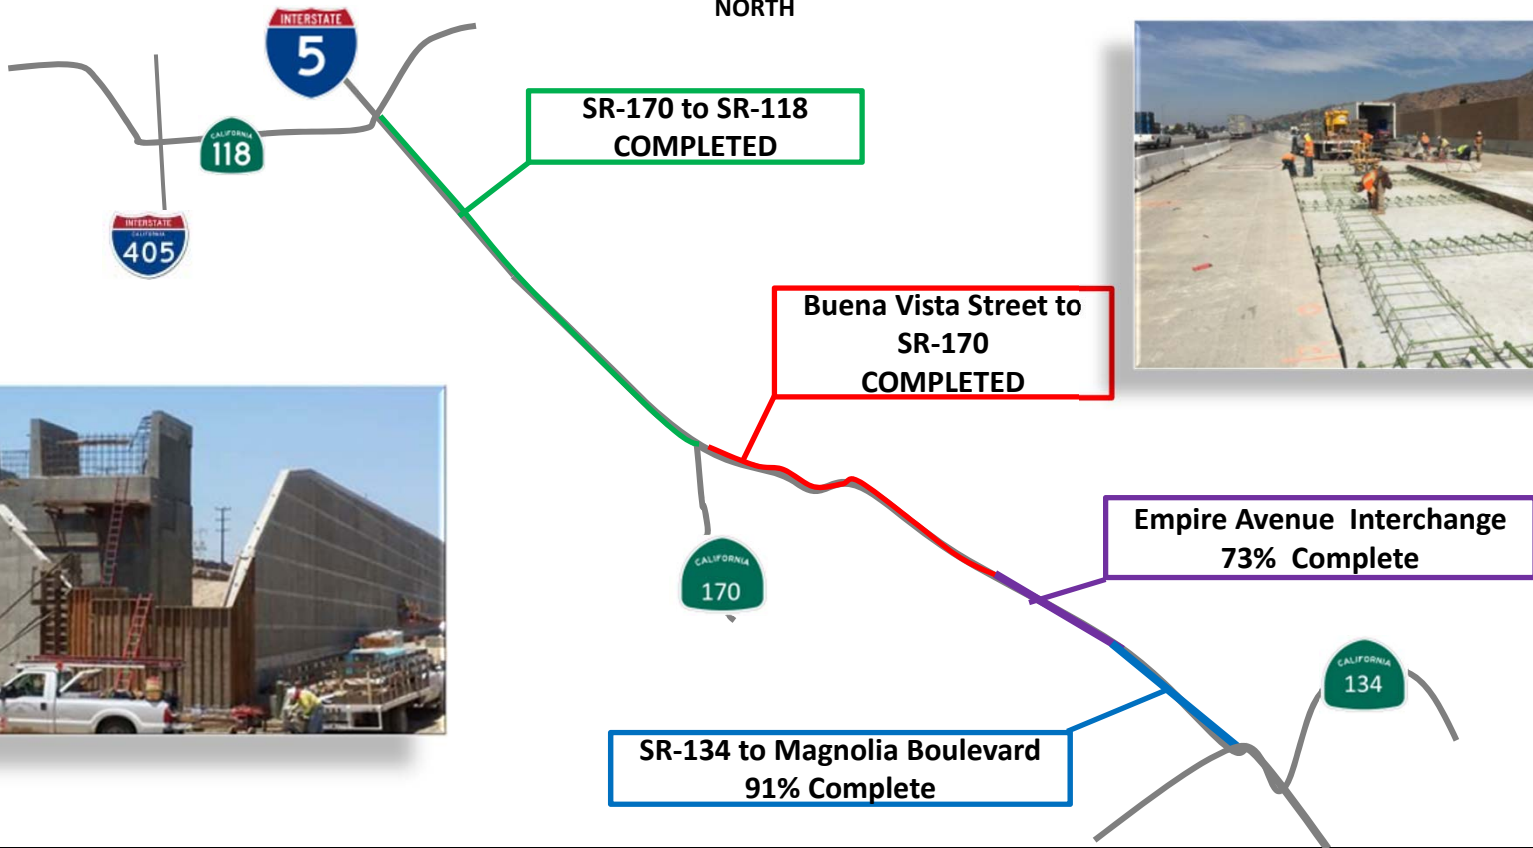 NORTH
INTERSTATE
5
SR-170 to SR-118
COMPLETED
CALIFORNIA
118
INTERSTATE
CALIFORNIA
405
Buena Vista Street to
SR-170
COMPLETED
Empire Avenue Interchange
73% Complete
CALIFORNIA
170
CALIFORNIA
134
SR-134 to Magnolia Boulevard
91% Complete